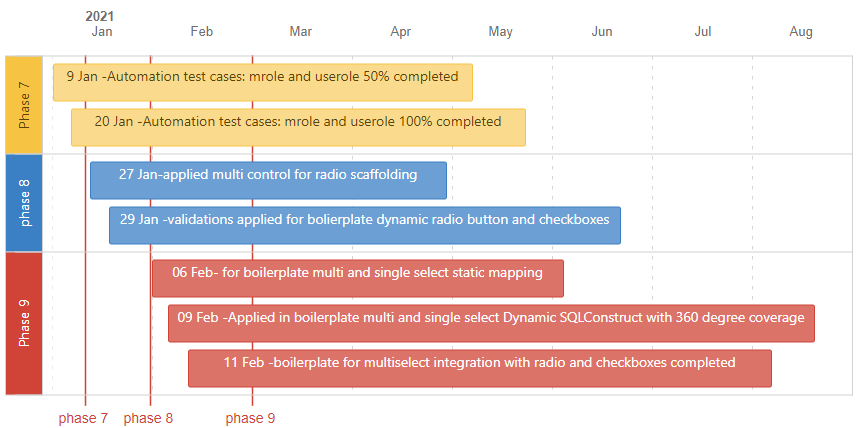 2021
Jan Feb Mar Apr May Jun Jul Aug
Phase 7
9 Jan -Automation test cases: mrole and userole 50% completed
20 Jan -Automation test cases: mrole and userole 100% completed
phase 8
27 Jan-applied multi control for radio scaffolding
29 Jan -validations applied for bolierplate dynamic radio button and checkboxes
Phase 9
06 Feb- for boilerplate multi and single select static mapping
09 Feb -Applied in boilerplate multi and single select Dynamic SQLConstruct with 360 degree coverage
11 Feb -boilerplate for multiselect integration with radio and checkboxes completed
phase 7 phase 8 phase 9